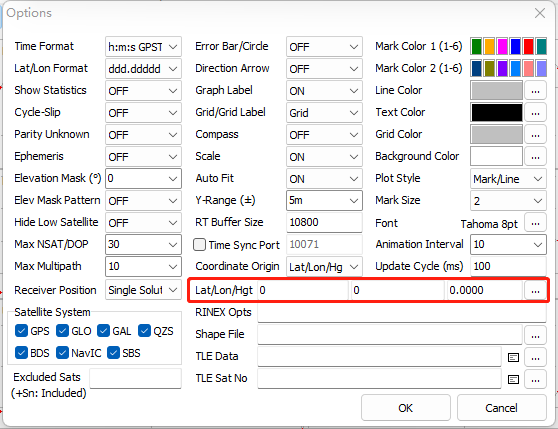 Options
Time Format h:m:s GPST Error Bar/Circle OFF Mark Color 1 (1-6)
Lat/Lon Format ddd.ddddd Direction Arrow OFF Mark Color 2 (1-6)
Show Statistics OFF Graph Label ON Line Color ...
Cycle-Slip OFF Grid/Grid Label Grid Text Color ...
Parity Unknown OFF Compass OFF Grid Color ...
Ephemeris OFF Scale ON Background Color ...
Elevation Mask (°) 0 Auto Fit ON Plot Style Mark/Line
Elev Mask Pattern OFF Y-Range (±) 5m Mark Size 2
Hide Low Satellite OFF RT Buffer Size 10800 Font Tahoma 8pt ...
Max NSAT/DOP 30 Time Sync Port 10071 Animation Interval 10
Max Multipath 10 Coordinate Origin Lat/Lon/Hg Update Cycle (ms) 100
Receiver Position Single Solut Lat/Lon/Hgt 0 0 0.0000 ...
Satellite System RINEX Opts
GPS GLO GAL QZS Shape File ...
BDS NavIC SBS TLE Data ...
Excluded Sats TLE Sat No ...
(+Sn: Included)
OK Cancel